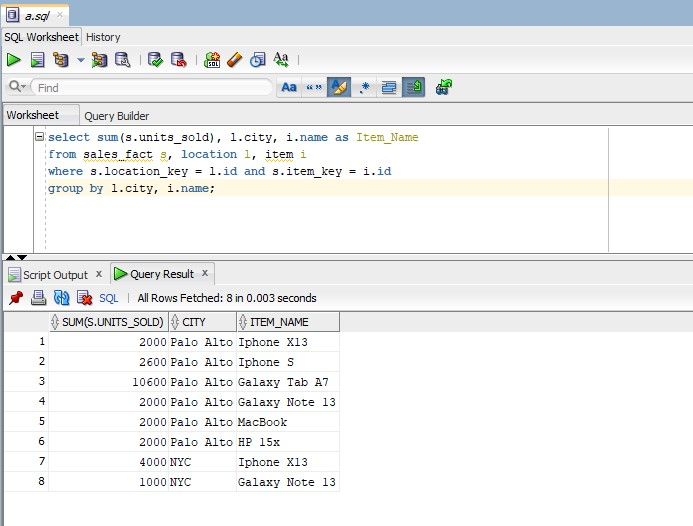 a.sql
SQL Worksheet History
SQL Aa
Find Aa “” .*
Worksheet Query Builder
select sum(s.units_sold), l.city, i.name as Item_Name
from sales_fact s, location l, item i
where s.location_key = l.id and s.item_key = i.id
group by l.city, i.name;
Script Output x Query Result x
SQL | All Rows Fetched: 8 in 0.003 seconds
SUM(S.UNITS_SOLD) CITY ITEM_NAME
1 2000 Palo Alto Iphone X13
2 2600 Palo Alto Iphone S
3 10600 Palo Alto Galaxy Tab A7
4 2000 Palo Alto Galaxy Note 13
5 2000 Palo Alto MacBook
6 2000 Palo Alto HP 15x
7 4000 NYC Iphone X13
8 1000 NYC Galaxy Note 13